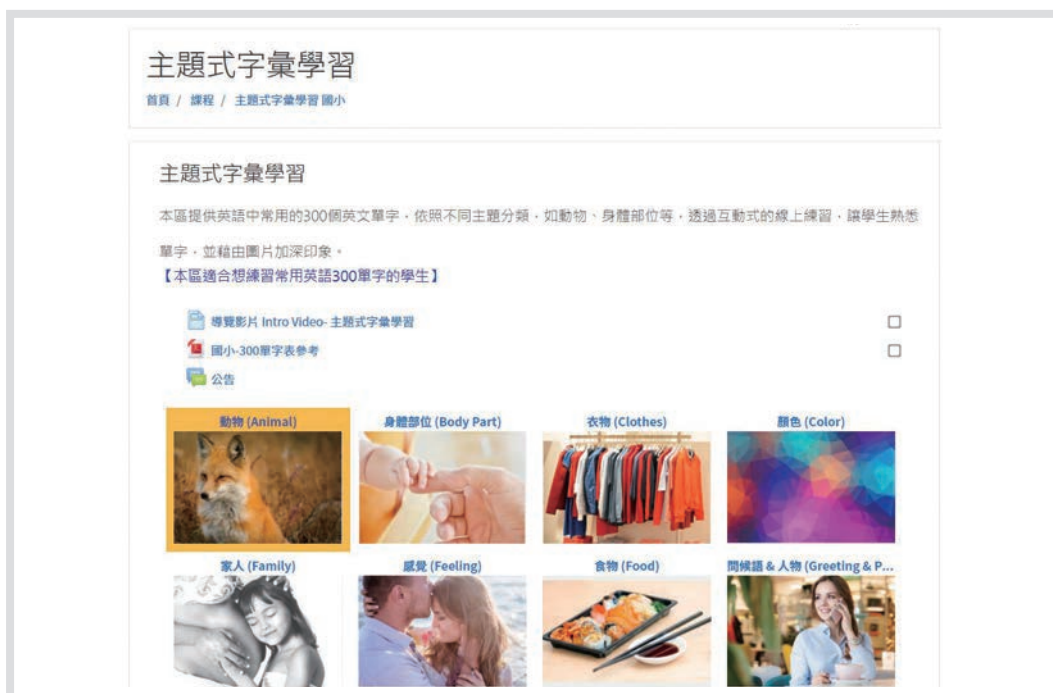 主題式字彙學習
首頁 / 課程 / 主題式字彙學習 國小
主題式字彙學習
本區提供英語中常用的300個英文單字，依照不同主題分類，如動物、身體部位等，透過互動式的線上練習，讓學生熟悉
單字，並藉由圖片加深印象。
【本區適合想練習常用英語300單字的學生】
導覽影片 Intro Video- 主題式字彙學習
國小-300單字表參考
公告
動物 (Animal) 身體部位 (Body Part) 衣物 (Clothes) 顏色 (Color)
家人 (Family) 感覺 (Feeling) 食物 (Food) 問候語 & 人物 (Greeting & P...